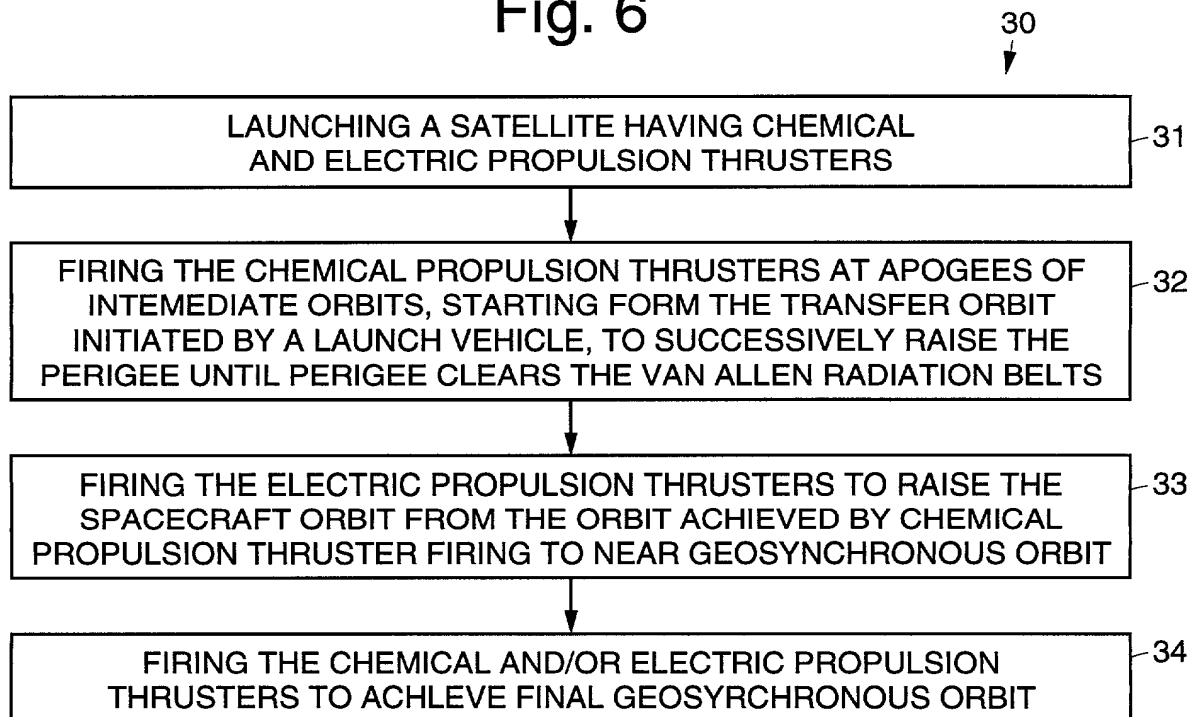 Fig. 6
30
LAUNCHING A SATELLITE HAVING CHEMICAL
AND ELECTRIC PROPULSION THRUSTERS
31
FIRING THE CHEMICAL PROPULSION THRUSTERS AT APOGEES OF
INTEMEDIATE ORBITS, STARTING FORM THE TRANSFER ORBIT
INITIATED BY A LAUNCH VEHICLE, TO SUCCESSIVELY RAISE THE
PERIGEE UNTIL PERIGEE CLEARS THE VAN ALLEN RADIATION BELTS
32
FIRING THE ELECTRIC PROPULSION THRUSTERS TO RAISE THE
SPACECRAFT ORBIT FROM THE ORBIT ACHIEVED BY CHEMICAL
PROPULSION THRUSTER FIRING TO NEAR GEOSYNCHRONOUS ORBIT
33
FIRING THE CHEMICAL AND/OR ELECTRIC PROPULSION
THRUSTERS TO ACHLEVE FINAL GEOSYRCHRONOUS ORBIT
34